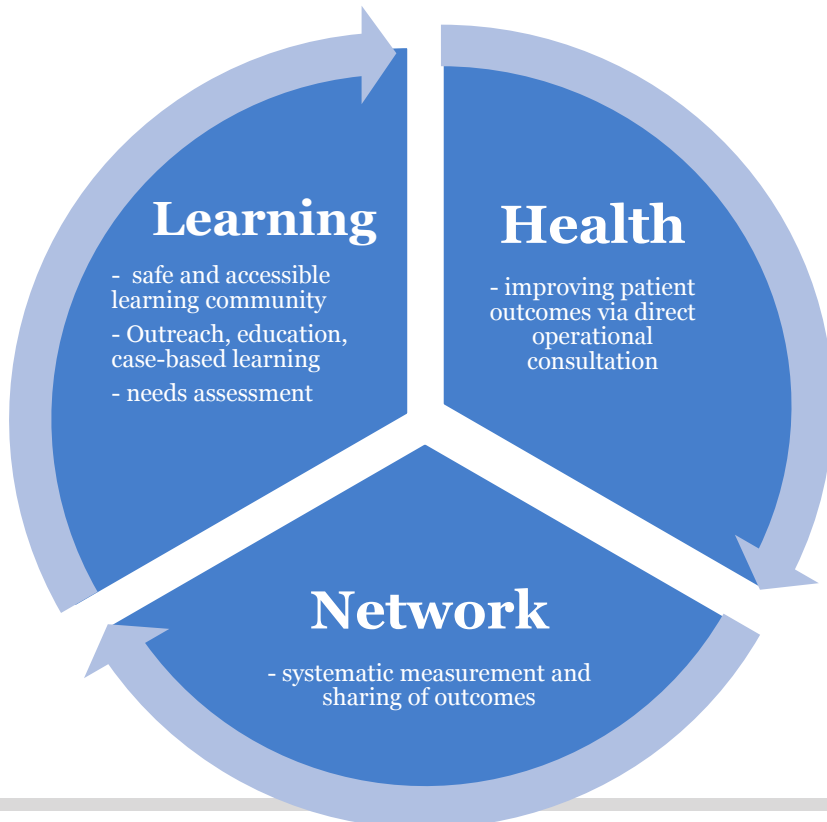 Learning
- safe and accessible
learning community
- Outreach, education,
case-based learning
- needs assessment
Health
- improving patient
outcomes via direct
operational
consultation
Network
- systematic measurement and
sharing of outcomes